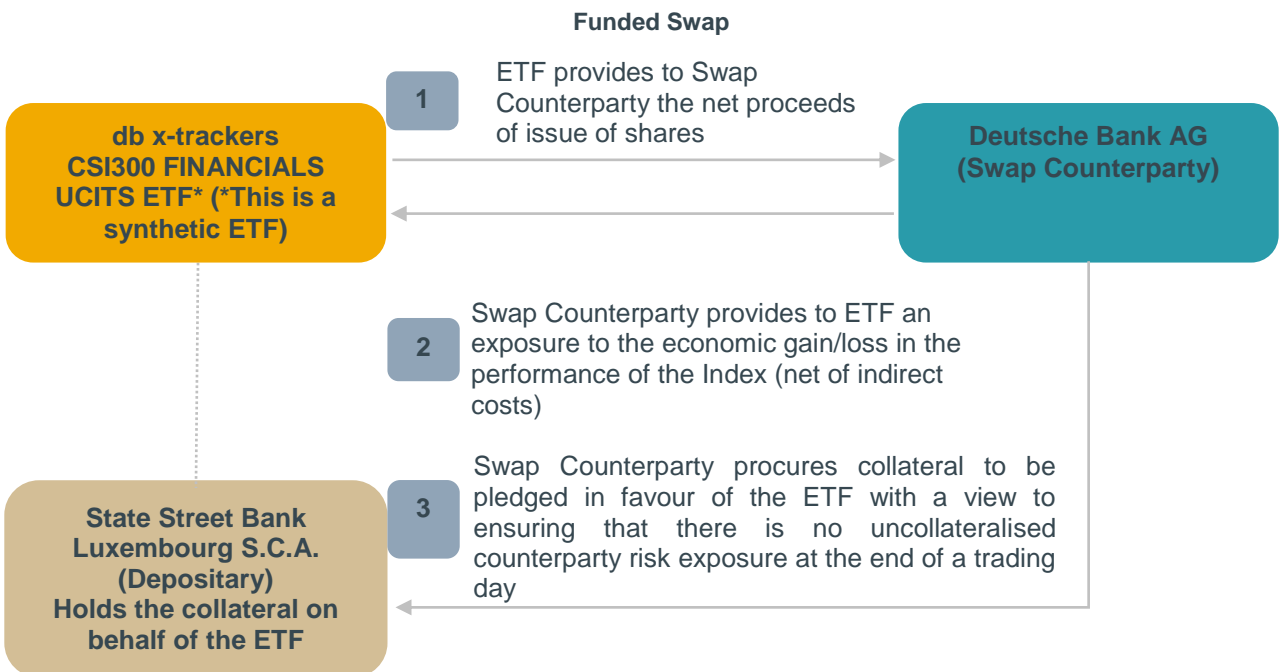 Funded Swap
1
ETF provides to Swap
Counterparty the net proceeds
of issue of shares
db x-trackers
CSI300 FINANCIALS
UCITS ETF* (*This is a
synthetic ETF)
Deutsche Bank AG
(Swap Counterparty)
2
Swap Counterparty provides to ETF an
exposure to the economic gain/loss in the
performance of the Index (net of indirect
costs)
3
Swap Counterparty procures collateral to be
pledged in favour of the ETF with a view to
ensuring that there is no uncollateralised
counterparty risk exposure at the end of a trading
day
State Street Bank
Luxembourg S.C.A.
(Depositary)
Holds the collateral on
behalf of the ETF